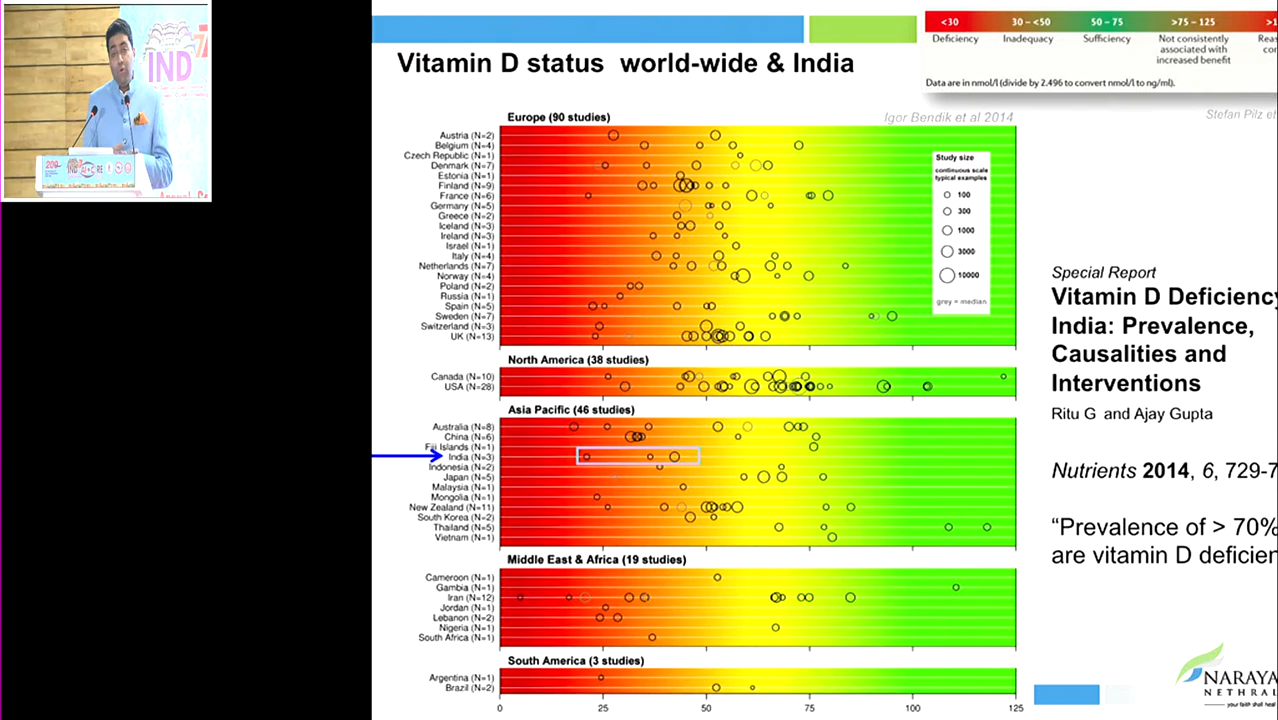 IND
<30
30 – <50
50 – 75
>75 – 125
Deficiency
Inadequacy
Sufficiency
Not consistently
associated with
increased benefit
Data are in nmol/l (divide by 2.496 to convert nmol/l to ng/ml).
Vitamin D status world-wide & India
Stefan Pilz
Europe (90 studies)
Igor Bendik et al 2014
Austria (N=2)
Belgium (N=4)
Czech Republic (N=1)
Denmark (N=7)
Estonia (N=1)
Finland (N=9)
France (N=6)
Germany (N=5)
Greece (N=2)
Iceland (N=3)
Ireland (N=3)
Israel (N=1)
Italy (N=4)
Netherlands (N=7)
Norway (N=4)
Poland (N=2)
Russia (N=1)
Spain (N=5)
Sweden (N=7)
Switzerland (N=3)
UK (N=13)
Study size
continuous scale
typical examples
100
300
1000
3000
10000
grey = median
North America (38 studies)
Canada (N=10)
USA (N=28)
Asia Pacific (46 studies)
Australia (N=8)
China (N=6)
Fiji Islands (N=1)
India (N=3)
Indonesia (N=2)
Japan (N=5)
Malaysia (N=1)
Mongolia (N=1)
New Zealand (N=11)
South Korea (N=2)
Thailand (N=5)
Vietnam (N=1)
Middle East & Africa (19 studies)
Cameroon (N=1)
Gambia (N=1)
Iran (N=12)
Jordan (N=1)
Lebanon (N=2)
Nigeria (N=1)
South Africa (N=1)
South America (3 studies)
Argentina (N=1)
Brazil (N=2)
0 25 50 75 100 125
Special Report
Vitamin D Deficiency
India: Prevalence,
Causalities and
Interventions
Ritu G and Ajay Gupta
Nutrients 2014, 6, 729-7
“Prevalence of > 70%
are vitamin D deficien
NARAYA
NETHRAL
your faith shall heal